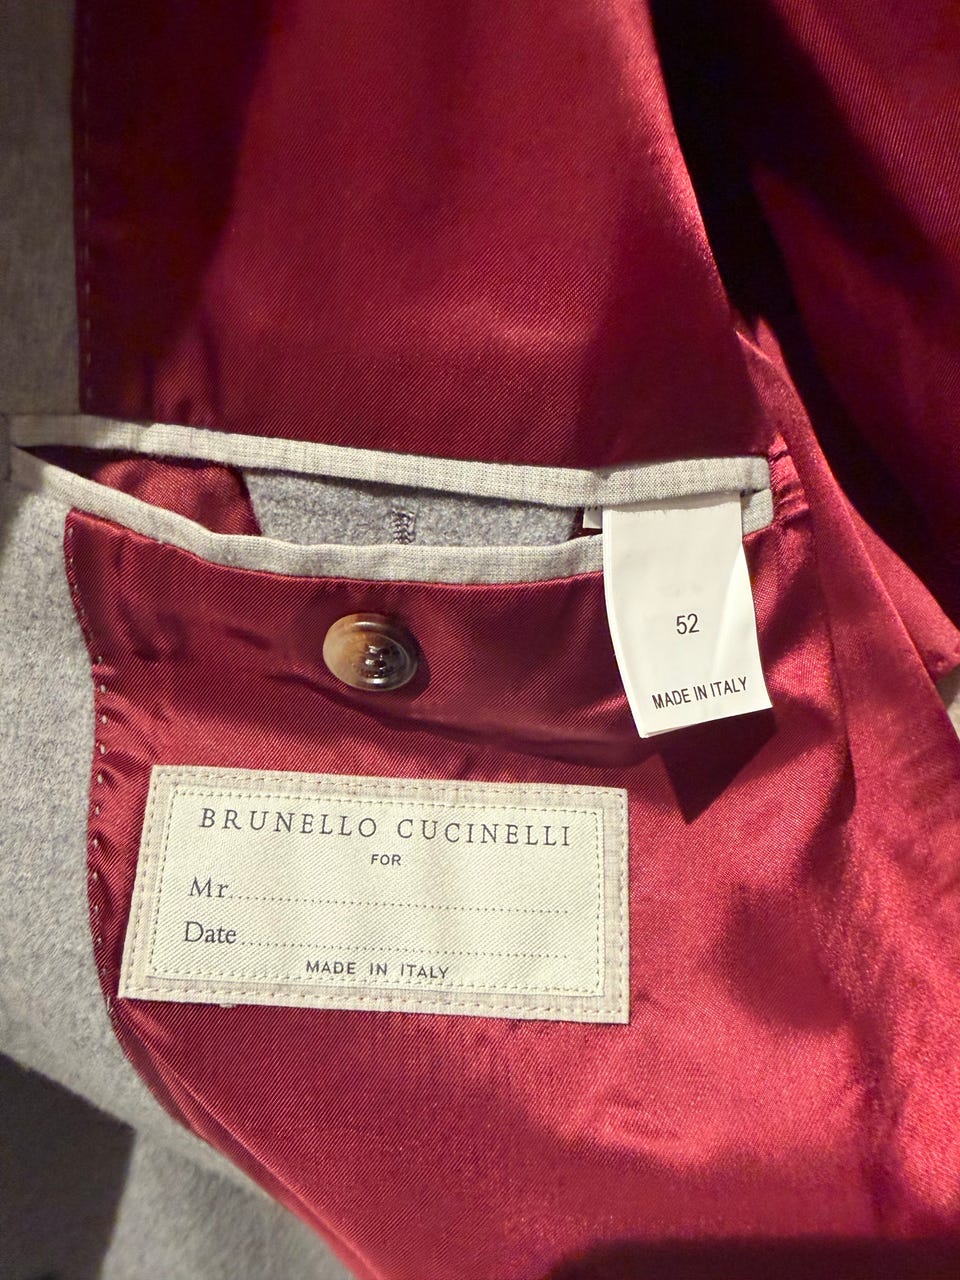 52
MADE IN ITALY
BRUNELLO CUCINELLI
FOR
Mr.
Date
MADE IN ITALY